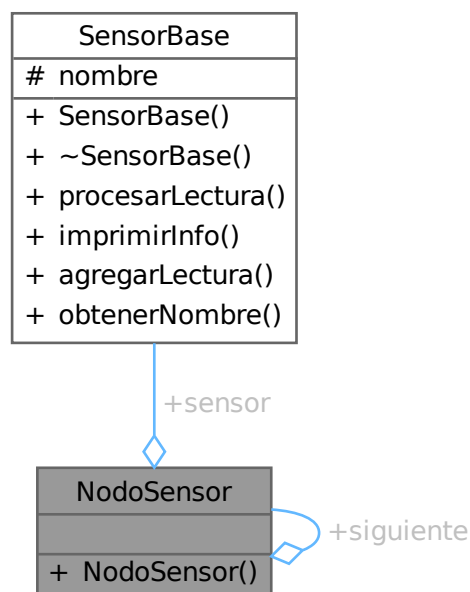 SensorBase
# nombre
+ SensorBase()
+ ~SensorBase()
+ procesarLectura()
+ imprimirInfo()
+ agregarLectura()
+ obtenerNombre()
+sensor
NodoSensor
+siguiente
+ NodoSensor()